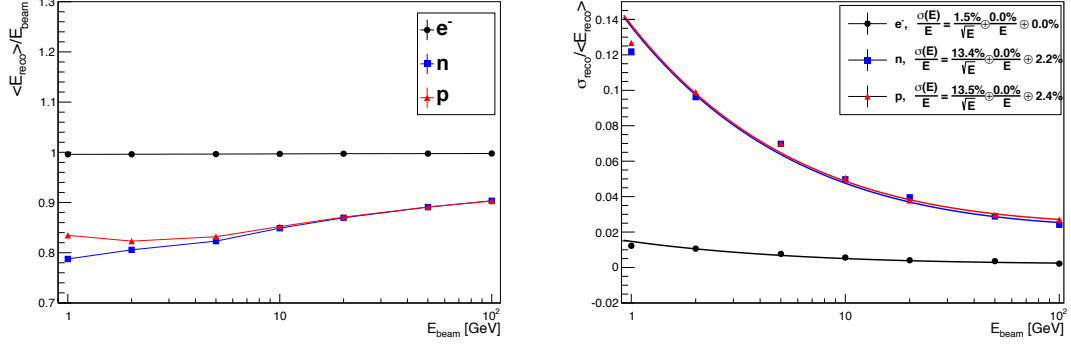 <E_reco>/E_beam
1.3
1.2
1.1
1
0.9
0.8
0.7
1
10
10²
E_beam [GeV]
e⁻
n
p
σ_reco/<E_reco>
0.14
0.12
0.1
0.08
0.06
0.04
0.02
0
-0.02
1
10
10²
E_beam [GeV]
e⁻, σ(E)/E = 1.5%/√E ⊕ 0.0%/E ⊕ 0.0%
n, σ(E)/E = 13.4%/√E ⊕ 0.0%/E ⊕ 2.2%
p, σ(E)/E = 13.5%/√E ⊕ 0.0%/E ⊕ 2.4%